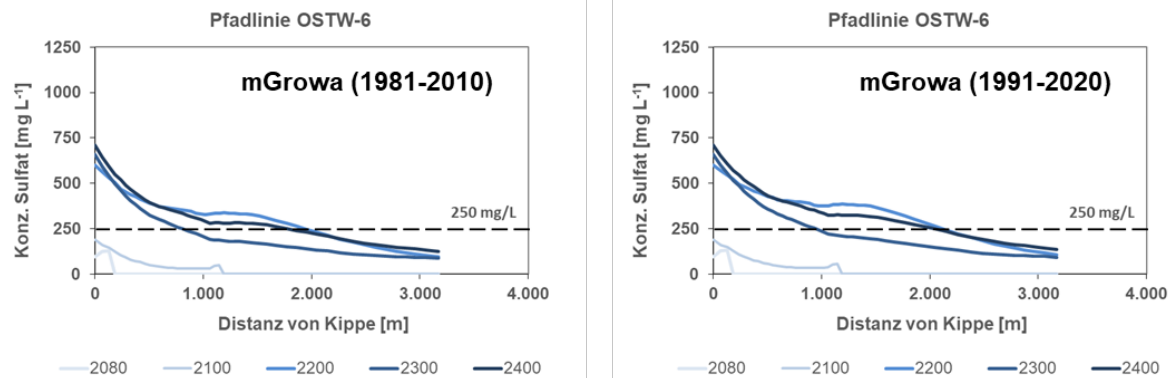 Pfadlinie OSTW-6
mGrowa (1981-2010)
Konz. Sulfat [mg L⁻¹]
1250
1000
750
500
250
0
250 mg/L
0 1.000 2.000 3.000 4.000
Distanz von Kippe [m]
2080 2100 2200 2300 2400
Pfadlinie OSTW-6
mGrowa (1991-2020)
Konz. Sulfat [mg L⁻¹]
1250
1000
750
500
250
0
250 mg/L
0 1.000 2.000 3.000 4.000
Distanz von Kippe [m]
2080 2100 2200 2300 2400